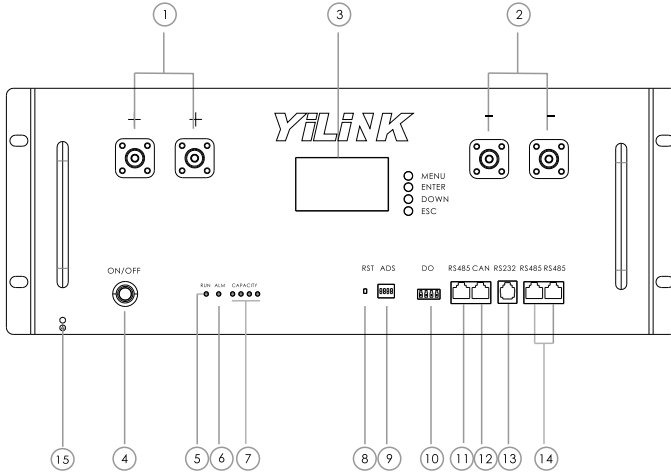 1 3 2
+ + - -
YiLiNK
MENU
ENTER
DOWN
ESC
ON/OFF RUN ALM CAPACITY RST ADS DO RS485 CAN RS232 RS485 RS485
15 4 5 6 7 8 9 10 11 12 13 14